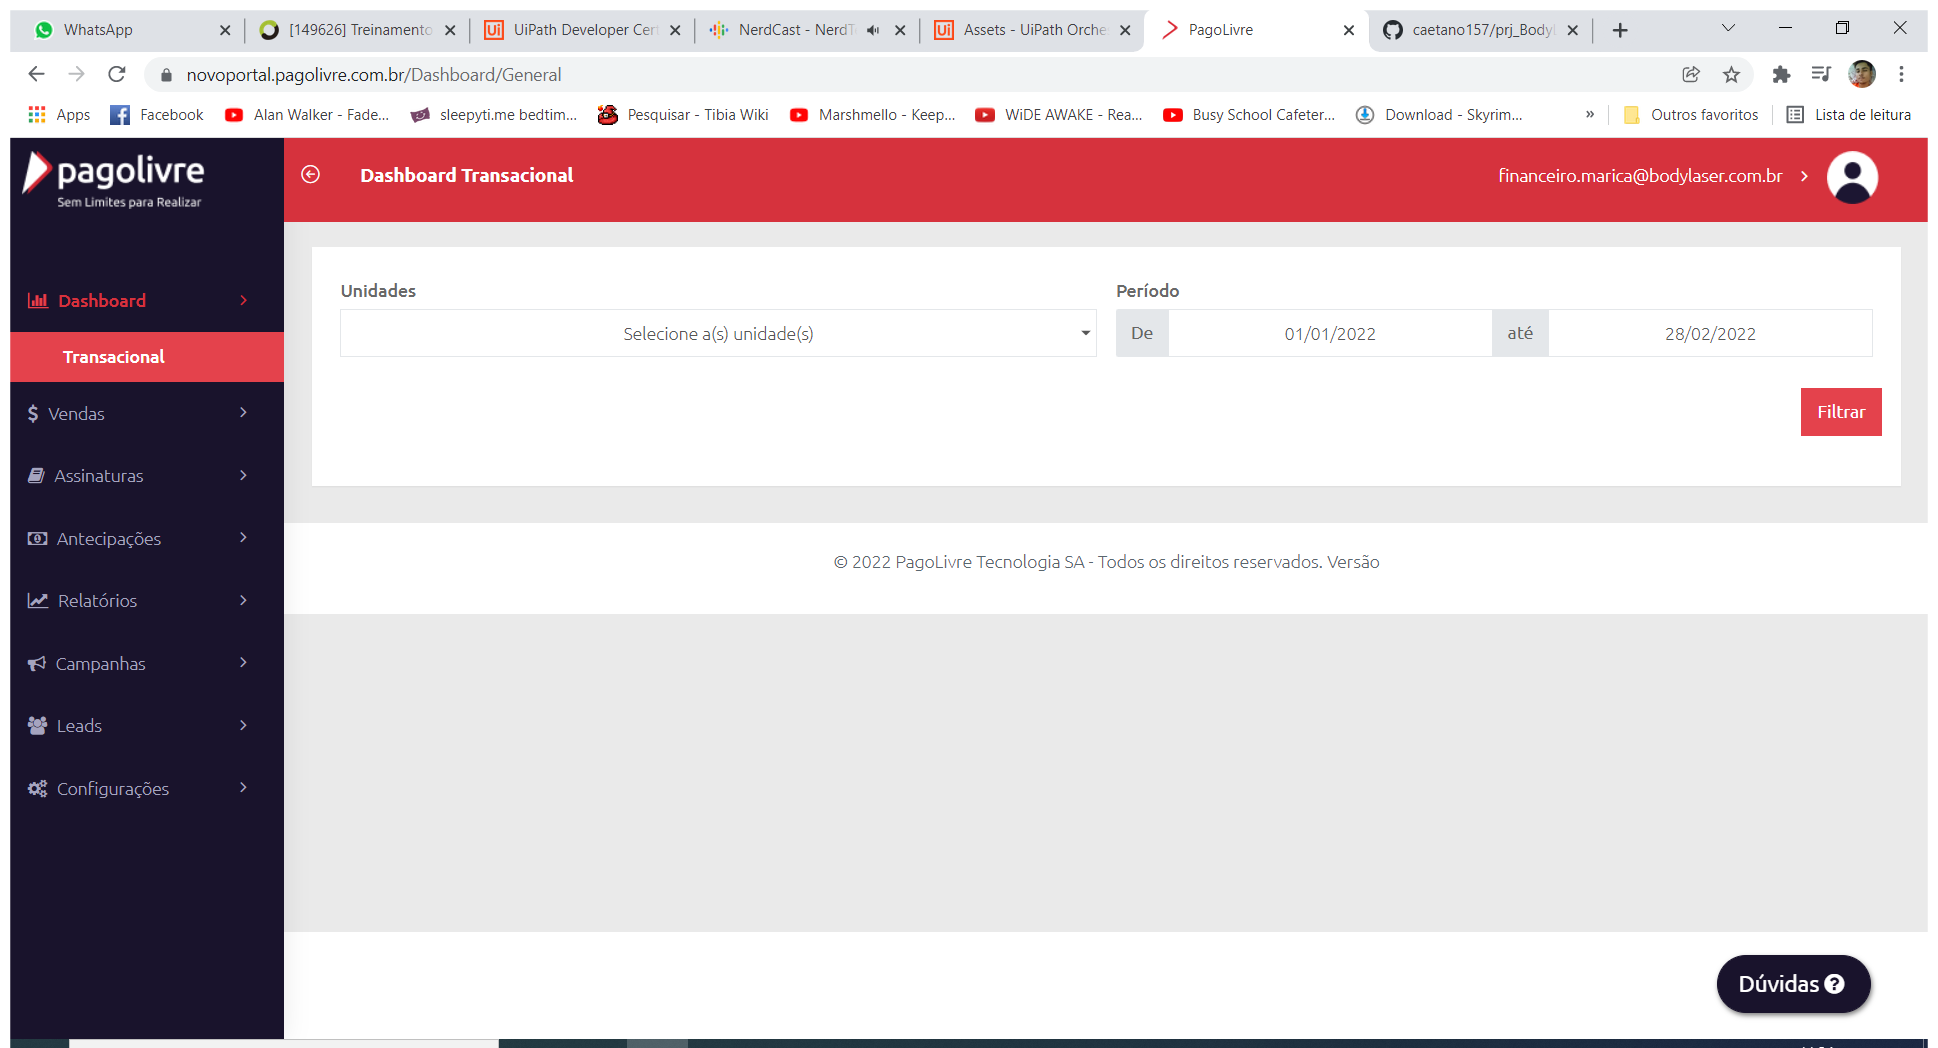 WhatsApp
[149626] Treinamento
UiPath Developer Cert
NerdCast - NerdT
Assets - UiPath Orche
PagoLivre
caetano157/prj_Body
novoportal.pagolivre.com.br/Dashboard/General
Apps
Facebook
Alan Walker - Fade...
sleepyti.me bedtim...
Pesquisar - Tibia Wiki
Marshmello - Keep...
WiDE AWAKE - Rea...
Busy School Cafeter...
Download - Skyrim...
»
Outros favoritos
Lista de leitura
pagolivre
Sem Limites para Realizar
Dashboard Transacional
financeiro.marica@bodylaser.com.br
Dashboard
Transacional
Vendas
Assinaturas
Antecipações
Relatórios
Campanhas
Leads
Configurações
Unidades
Selecione a(s) unidade(s)
Período
De 01/01/2022 até 28/02/2022
Filtrar
© 2022 PagoLivre Tecnologia SA - Todos os direitos reservados. Versão
Dúvidas ?